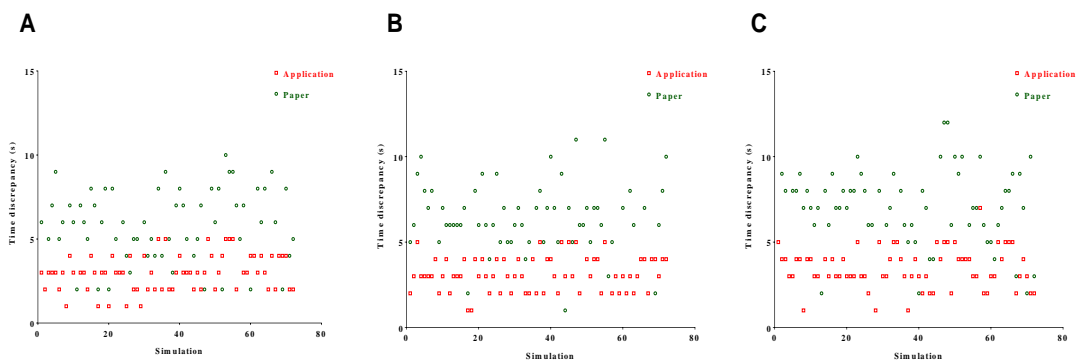 A
B
C
Application
Paper
Time discrepancy (s)
15
10
5
0
0 20 40 60 80
Simulation
Application
Paper
Time discrepancy (s)
15
10
5
0
0 20 40 60 80
Simulation
Application
Paper
Time discrepancy (s)
15
10
5
0
0 20 40 60 80
Simulation